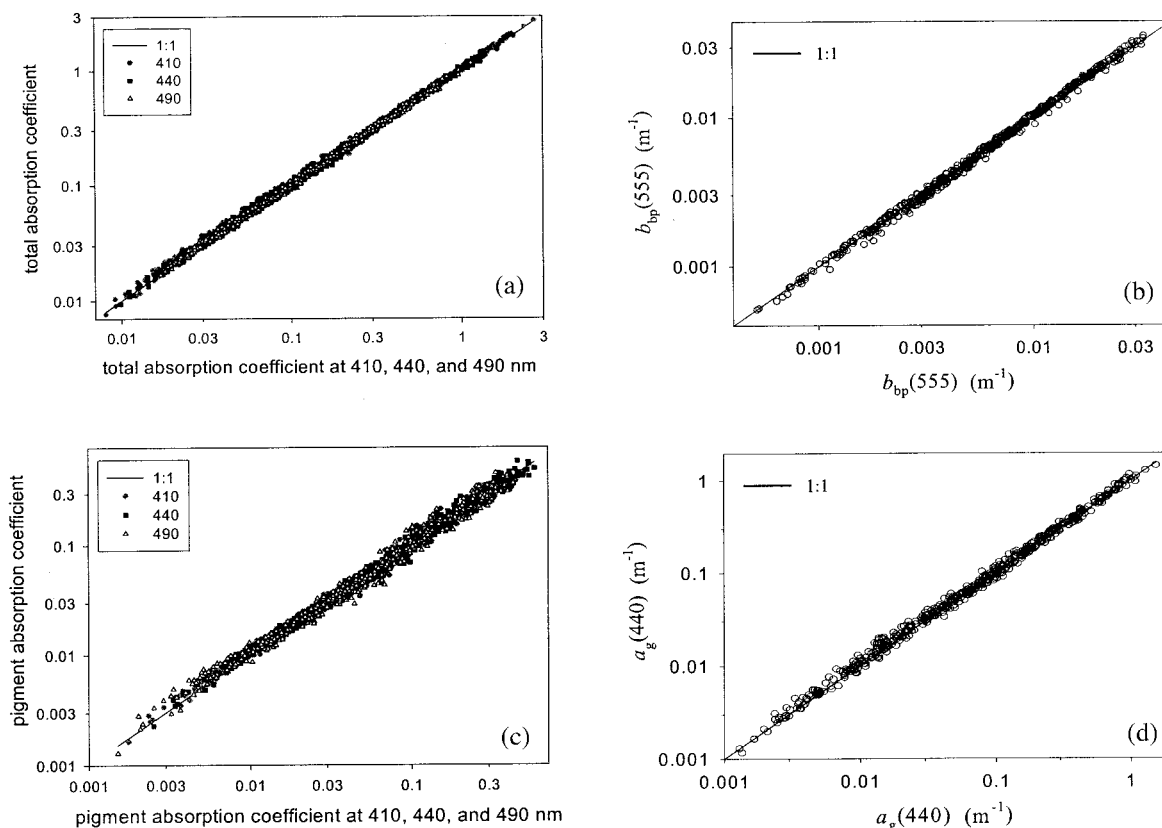 3
1
0.3
0.1
0.03
0.01
total absorption coefficient
1:1
410
440
490
(a)
0.01 0.03 0.1 0.3 1 3
total absorption coefficient at 410, 440, and 490 nm
0.03
0.01
0.003
0.001
b_bp(555) (m⁻¹)
1:1
(b)
0.001 0.003 0.01 0.03
b_bp(555) (m⁻¹)
0.3
0.1
0.03
0.01
0.003
0.001
pigment absorption coefficient
1:1
410
440
490
(c)
0.001 0.003 0.01 0.03 0.1 0.3
pigment absorption coefficient at 410, 440, and 490 nm
1
0.1
0.01
0.001
a_g(440) (m⁻¹)
1:1
(d)
0.001 0.01 0.1 1
a_g(440) (m⁻¹)